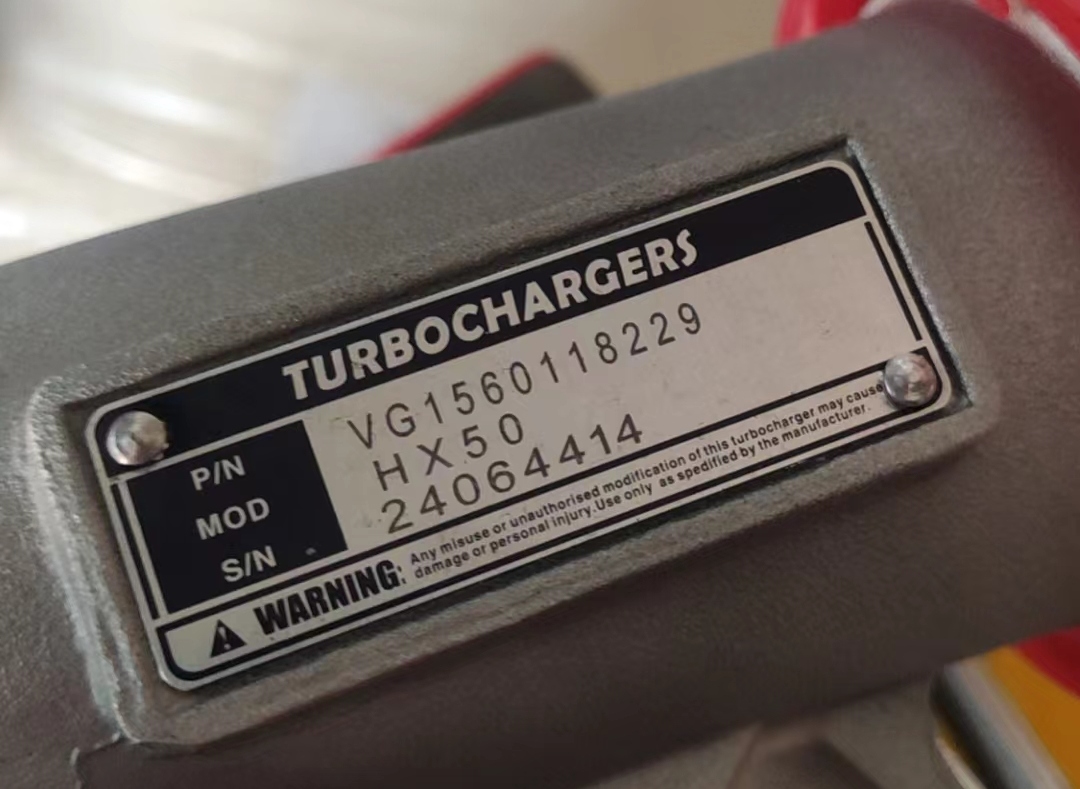 TURBOCHARGERS
P/N VG1560118229
MOD HX50
S/N 24064414
WARNING: Any misuse or unauthorised modification of this turbocharger may cause
damage or personal injury.Use only as spedified by the manufacturer.